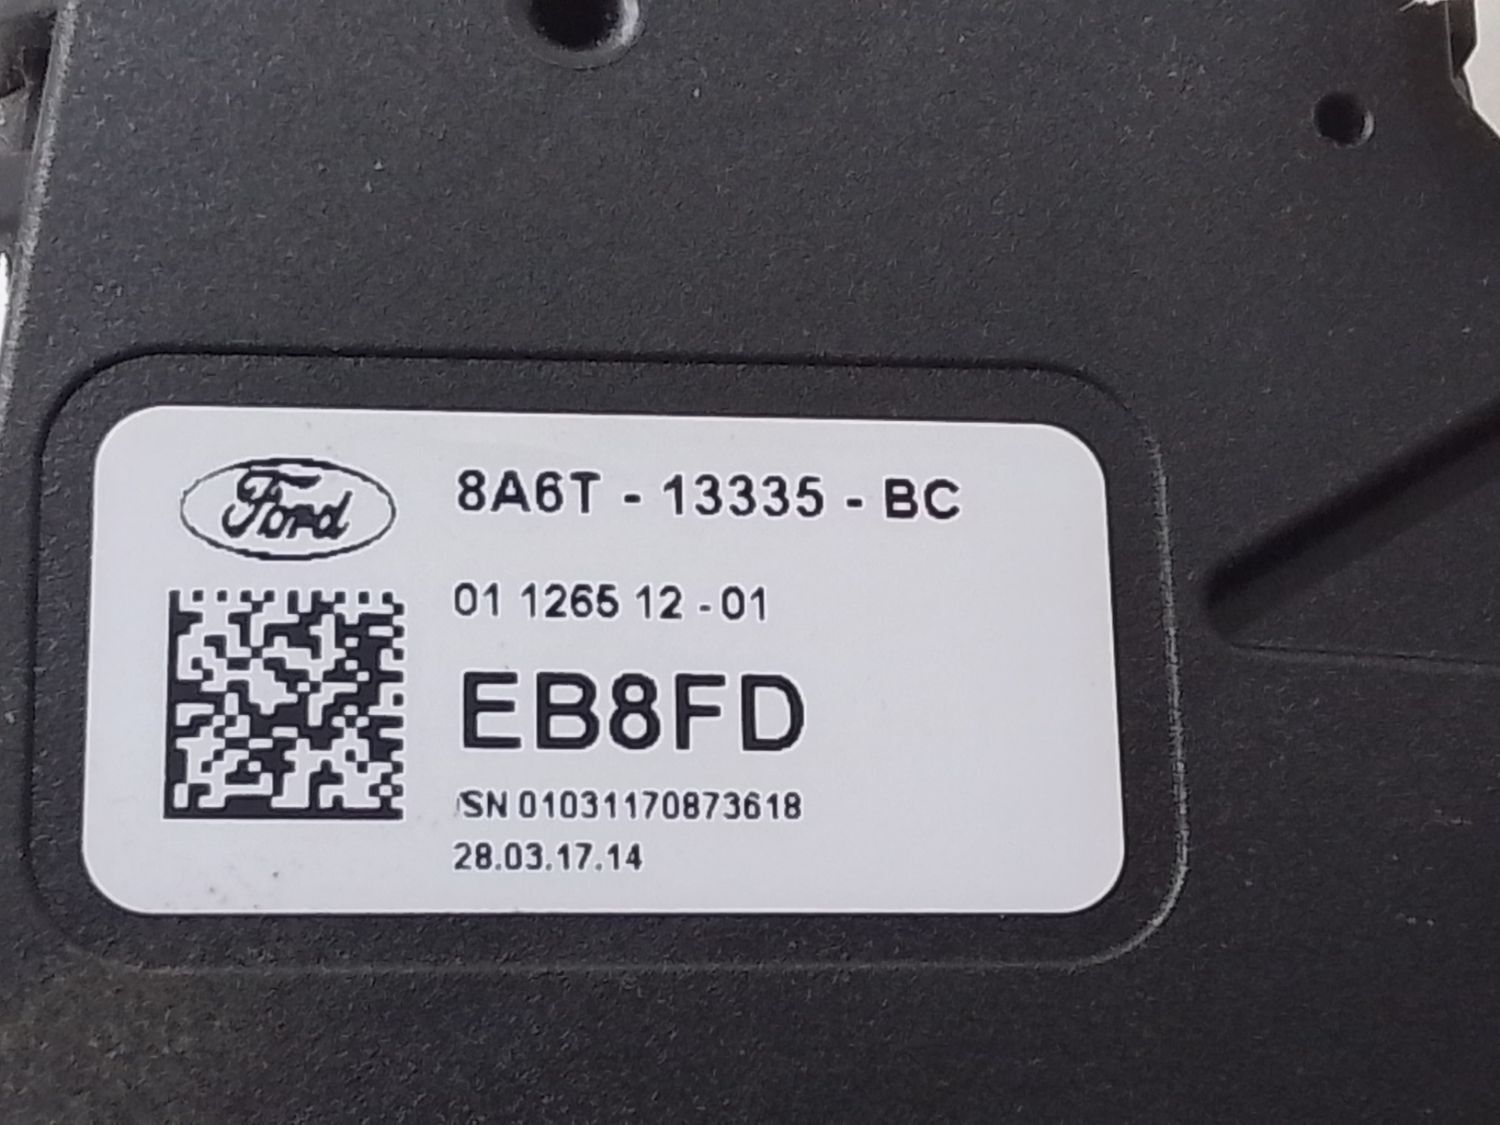 Ford
8A6T - 13335 - BC
01 1265 12 - 01
EB8FD
SN 01031170873618
28.03.17.14